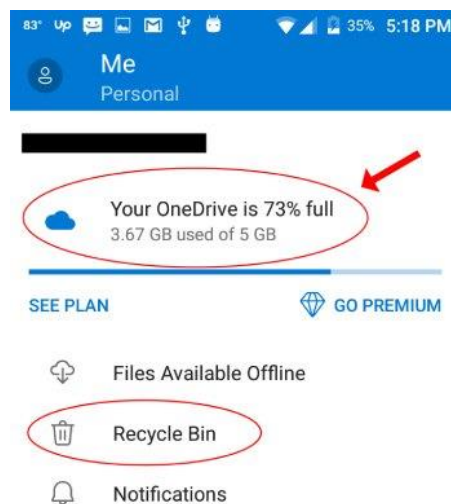 83° Up 35% 5:18 PM
Me
Personal
Your OneDrive is 73% full
3.67 GB used of 5 GB
SEE PLAN GO PREMIUM
Files Available Offline
Recycle Bin
Notifications